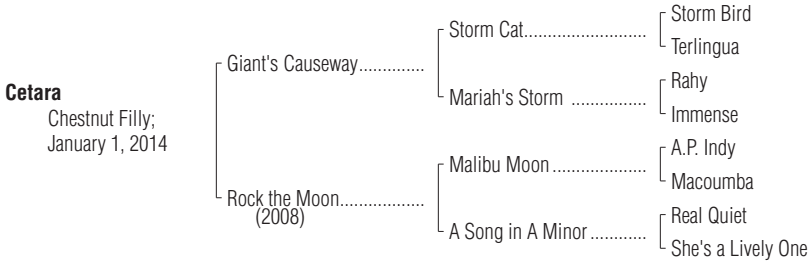 Storm Bird
Storm Cat........................
Terlingua
Giant's Causeway..............
Rahy
Mariah's Storm ...............
Immense
Cetara
Chestnut Filly;
January 1, 2014
A.P. Indy
Malibu Moon ...................
Macoumba
Rock the Moon..................
(2008)
Real Quiet
A Song in A Minor ...........
She's a Lively One